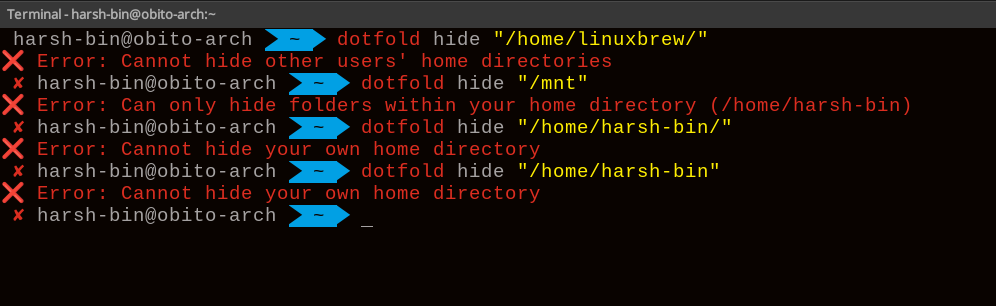 Terminal - harsh-bin@obito-arch:~
harsh-bin@obito-arch ~ dotfold hide "/home/linuxbrew/"
❌ Error: Cannot hide other users' home directories
✘ harsh-bin@obito-arch ~ dotfold hide "/mnt"
❌ Error: Can only hide folders within your home directory (/home/harsh-bin)
✘ harsh-bin@obito-arch ~ dotfold hide "/home/harsh-bin/"
❌ Error: Cannot hide your own home directory
✘ harsh-bin@obito-arch ~ dotfold hide "/home/harsh-bin"
❌ Error: Cannot hide your own home directory
✘ harsh-bin@obito-arch ~ _